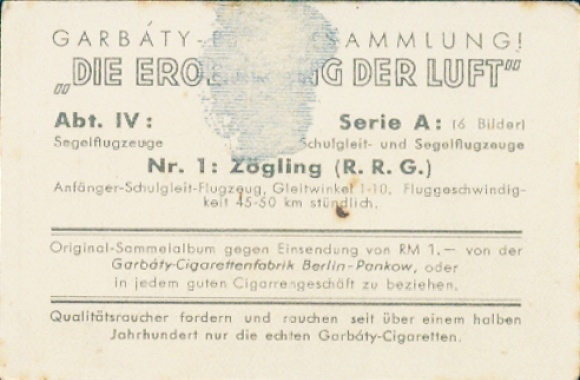 GARBÁTY- SAMMLUNG!
„DIE ERO NG DER LUFT“
Abt. IV: Serie A: (6 Bilder)
Segelflugzeuge Schulgleit- und Segelflugzeuge
Nr. 1: Zögling (R. R. G.)
Anfänger-Schulgleit-Flugzeug, Gleitwinkel 1-10. Fluggeschwindig-
keit 45-50 km stündlich.
Original-Sammelalbum gegen Einsendung von RM 1.— von der
Garbáty-Cigarettenfabrik Berlin-Pankow, oder
in jedem guten Cigarrengeschäft zu beziehen.
Qualitätsraucher fordern und rauchen seit über einem halben
Jahrhundert nur die echten Garbáty-Cigaretten.